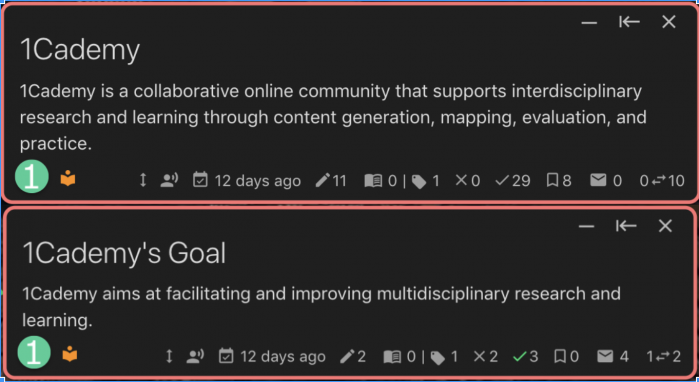 1Cademy
1Cademy is a collaborative online community that supports interdisciplinary
research and learning through content generation, mapping, evaluation, and
practice.
1 12 days ago 11 0 | 1 0 29 8 0 0 10
1Cademy's Goal
1Cademy aims at facilitating and improving multidisciplinary research and
learning.
1 12 days ago 2 0 | 1 2 3 0 4 1 2